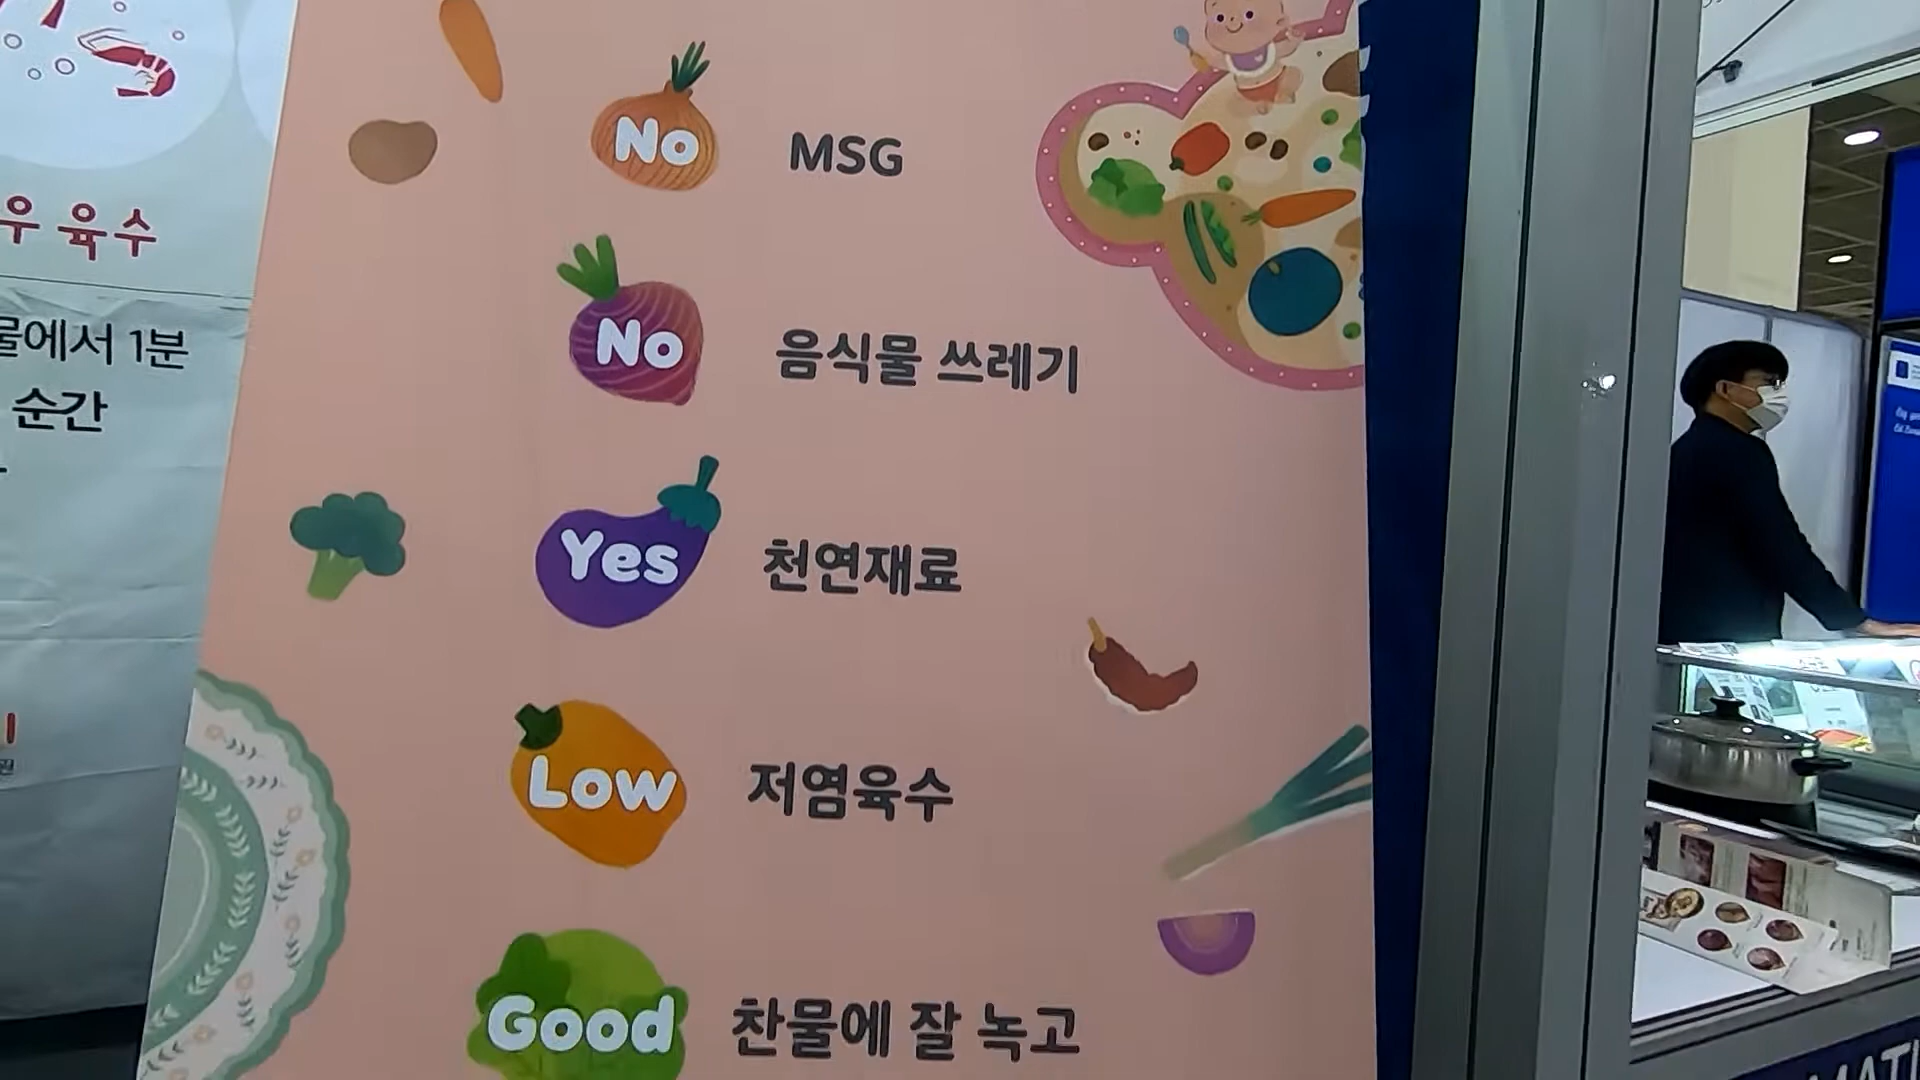 No MSG
No 음식물 쓰레기
Yes 천연재료
Low 저염육수
Good 찬물에 잘 녹고
우육수
물에서 1분
순간